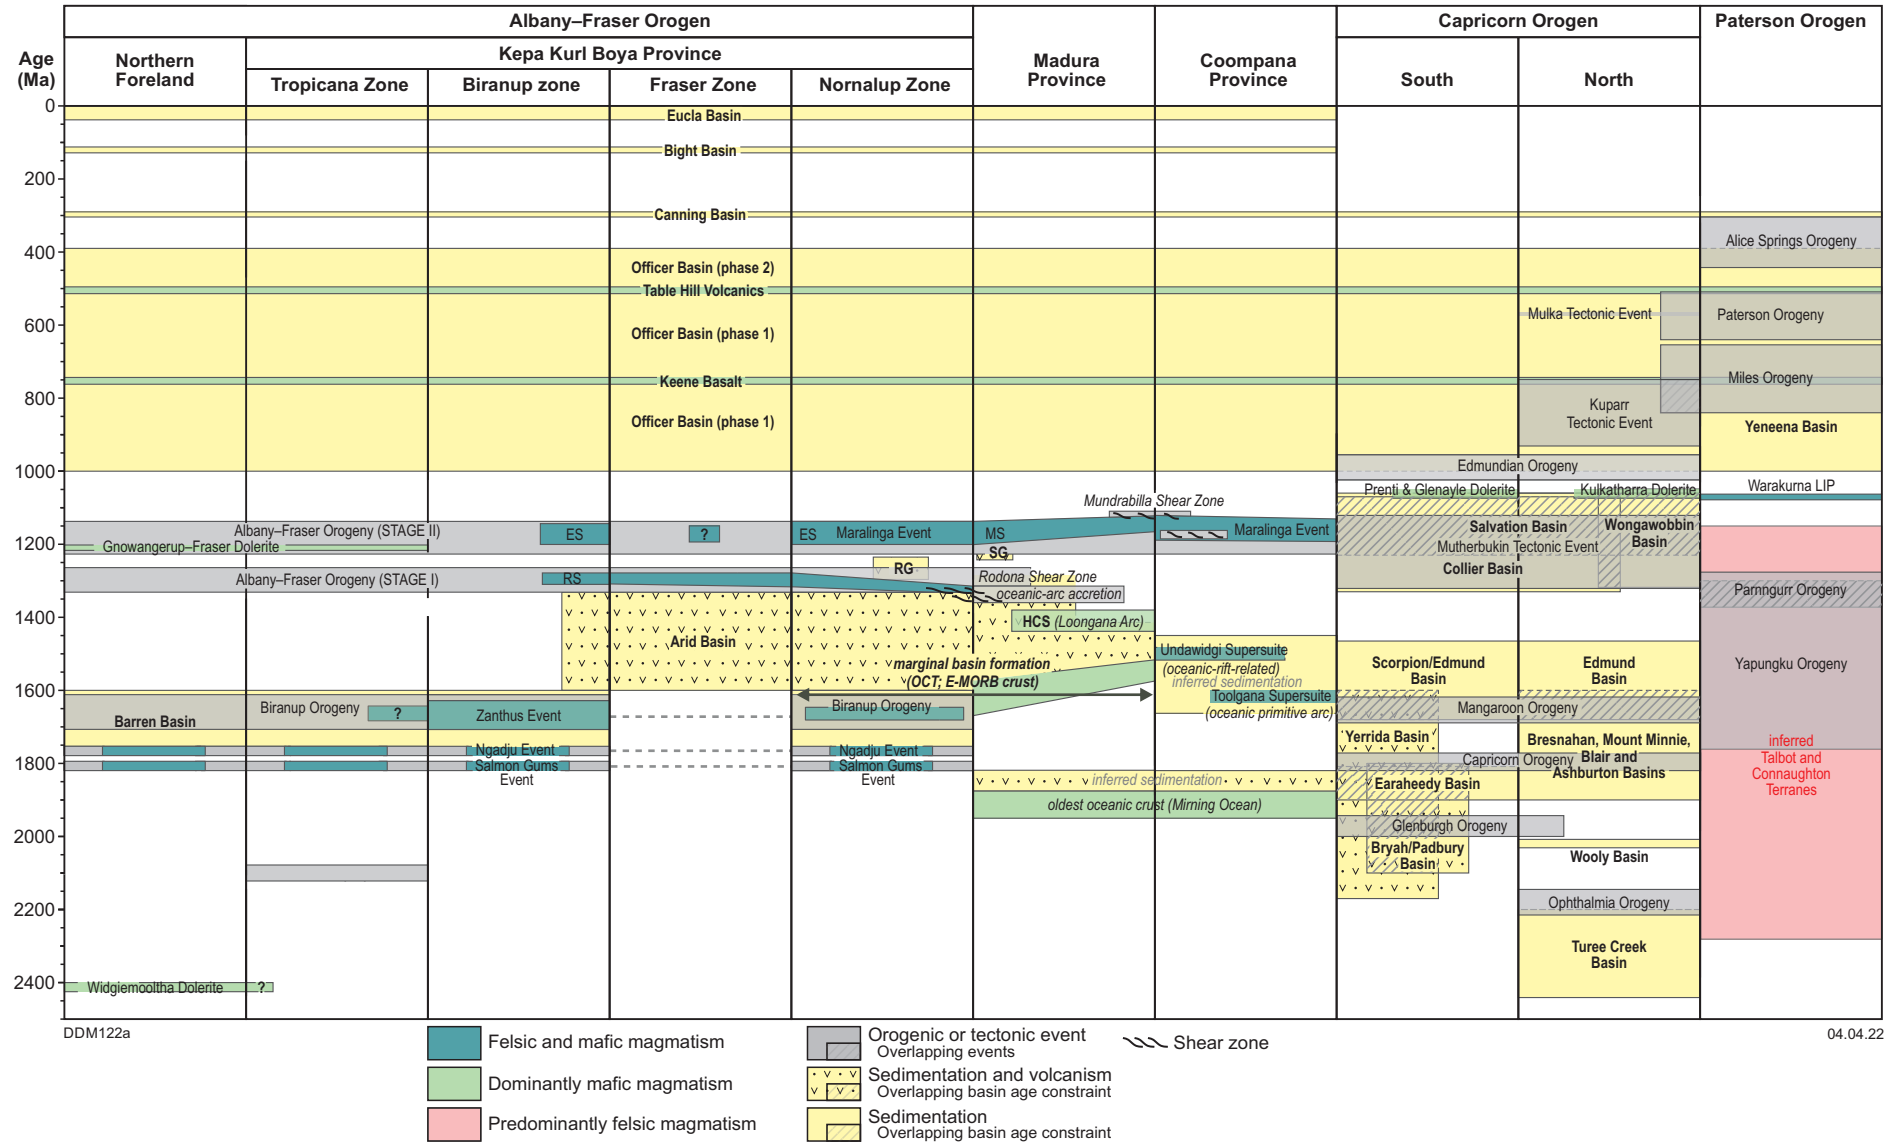 Albany–Fraser Orogen
Capricorn Orogen
Paterson Orogen
Age
(Ma)
Northern
Foreland
Kepa Kurl Boya Province
Madura
Province
Coompana
Province
South
North
Tropicana Zone
Biranup zone
Fraser Zone
Nornalup Zone
0
200
400
600
800
1000
1200
1400
1600
1800
2000
2200
2400
Eucla Basin
Bight Basin
Canning Basin
Alice Springs Orogeny
Officer Basin (phase 2)
Table Hill Volcanics
Mulka Tectonic Event
Paterson Orogeny
Officer Basin (phase 1)
Keene Basalt
Miles Orogeny
Kuparr
Tectonic Event
Officer Basin (phase 1)
Yeneena Basin
Edmundian Orogeny
Warakurna LIP
Prenti & Glenayle Dolerite
Kulkatharra Dolerite
Mundrabilla Shear Zone
Albany–Fraser Orogeny (STAGE II)
ES
?
ES
Maralinga Event
MS
Maralinga Event
Salvation Basin
Wongawobbin
Basin
Gnowangerup–Fraser Dolerite
SG
Mutherbukin Tectonic Event
RG
Collier Basin
Albany–Fraser Orogeny (STAGE I)
RS
Rodona Shear Zone
oceanic-arc accretion
Parnngurr Orogeny
HCS (Loongana Arc)
Arid Basin
Undawidgi Supersuite
(oceanic-rift-related)
inferred sedimentation
Toolgana Supersuite
(oceanic primitive arc)
marginal basin formation
(OCT; E-MORB crust)
Scorpion/Edmund
Basin
Edmund
Basin
Yapungku Orogeny
Barren Basin
Biranup Orogeny
?
Zanthus Event
Biranup Orogeny
Mangaroon Orogeny
Yerrida Basin
Bresnahan, Mount Minnie,
Blair and
Ashburton Basins
Capricorn Orogeny
inferred
Talbot and
Connaughton
Terranes
Ngadju Event
Salmon Gums
Event
Ngadju Event
Salmon Gums
Event
inferred sedimentation
Earaheedy Basin
oldest oceanic crust (Mirning Ocean)
Glenburgh Orogeny
Bryah/Padbury
Basin
Wooly Basin
Ophthalmia Orogeny
Turee Creek
Basin
Widgiemooltha Dolerite
?
DDM122a
04.04.22
Felsic and mafic magmatism
Dominantly mafic magmatism
Predominantly felsic magmatism
Orogenic or tectonic event
Overlapping events
Sedimentation and volcanism
Overlapping basin age constraint
Sedimentation
Overlapping basin age constraint
Shear zone